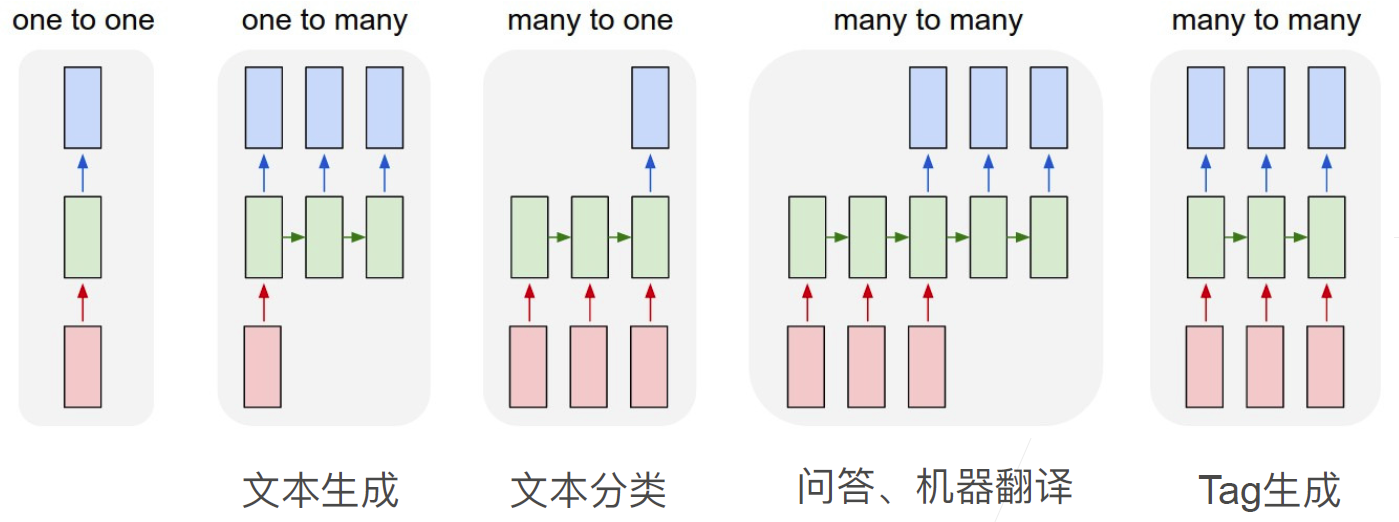 one to one
one to many
many to one
many to many
many to many
文本生成
文本分类
问答、机器翻译
Tag生成